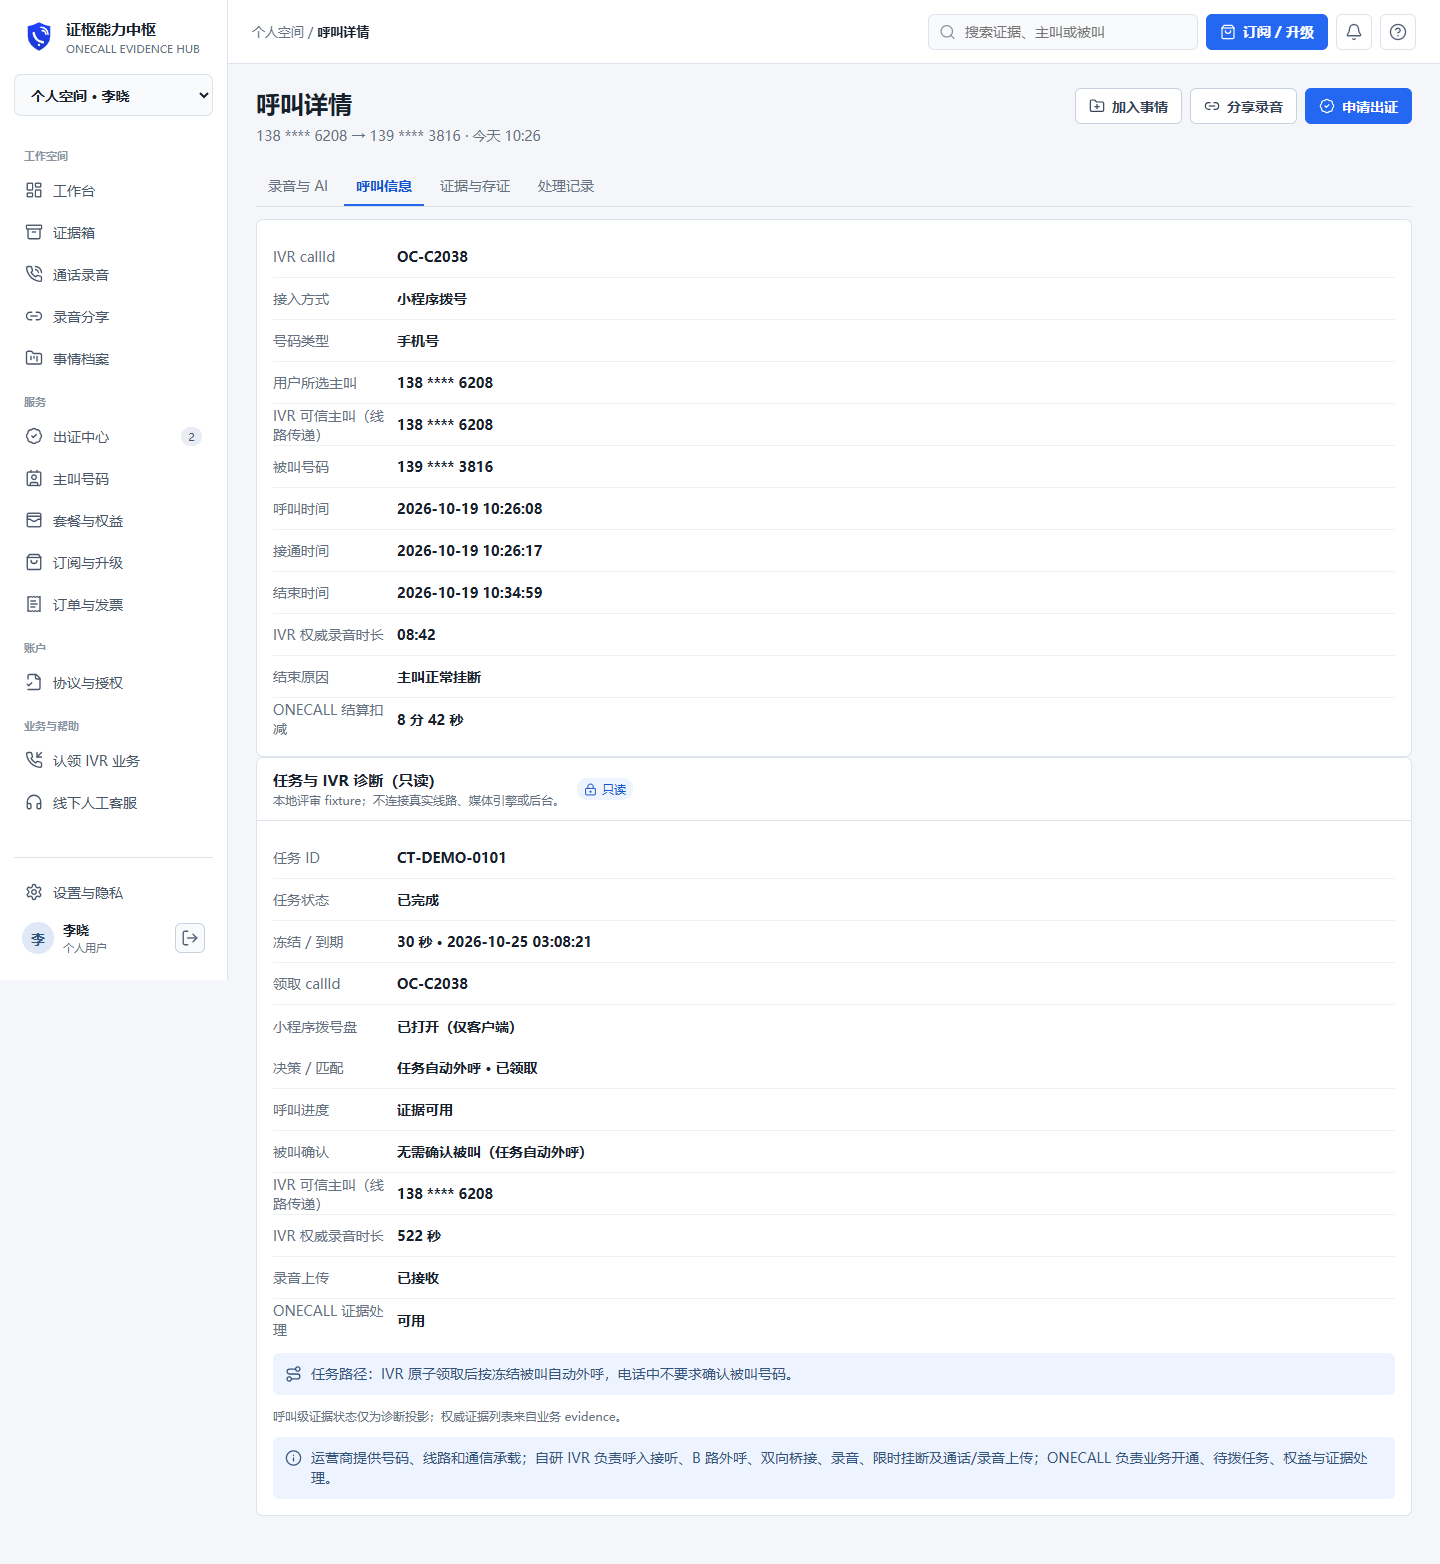 证枢能力中枢
ONECALL EVIDENCE HUB
个人空间 • 李晓
工作空间
工作台
证据箱
通话录音
录音分享
事情档案
服务
出证中心
2
主叫号码
套餐与权益
订阅与升级
订单与发票
账户
协议与授权
业务与帮助
认领 IVR 业务
线下人工客服
设置与隐私
李
李晓
个人用户
个人空间 / 呼叫详情
搜索证据、主叫或被叫
订阅 / 升级
呼叫详情
138 **** 6208 → 139 **** 3816 · 今天 10:26
加入事情
分享录音
申请出证
录音与 AI
呼叫信息
证据与存证
处理记录
IVR callId
OC-C2038
接入方式
小程序拨号
号码类型
手机号
用户所选主叫
138 **** 6208
IVR 可信主叫（线
路传递）
138 **** 6208
被叫号码
139 **** 3816
呼叫时间
2026-10-19 10:26:08
接通时间
2026-10-19 10:26:17
结束时间
2026-10-19 10:34:59
IVR 权威录音时长
08:42
结束原因
主叫正常挂断
ONECALL 结算扣
减
8 分 42 秒
任务与 IVR 诊断（只读）
本地评审 fixture；不连接真实线路、媒体引擎或后台。
只读
任务 ID
CT-DEMO-0101
任务状态
已完成
冻结 / 到期
30 秒 • 2026-10-25 03:08:21
领取 callId
OC-C2038
小程序拨号盘
已打开（仅客户端）
决策 / 匹配
任务自动外呼 • 已领取
呼叫进度
证据可用
被叫确认
无需确认被叫（任务自动外呼）
IVR 可信主叫（线
路传递）
138 **** 6208
IVR 权威录音时长
522 秒
录音上传
已接收
ONECALL 证据处
理
可用
任务路径：IVR 原子领取后按冻结被叫自动外呼，电话中不要求确认被叫号码。
呼叫级证据状态仅为诊断投影；权威证据列表来自业务 evidence。
运营商提供号码、线路和通信承载；自研 IVR 负责呼入接听、B 路外呼、双向桥接、录音、限时挂断及通话/录音上传；ONECALL 负责业务开通、待拨任务、权益与证据处
理。